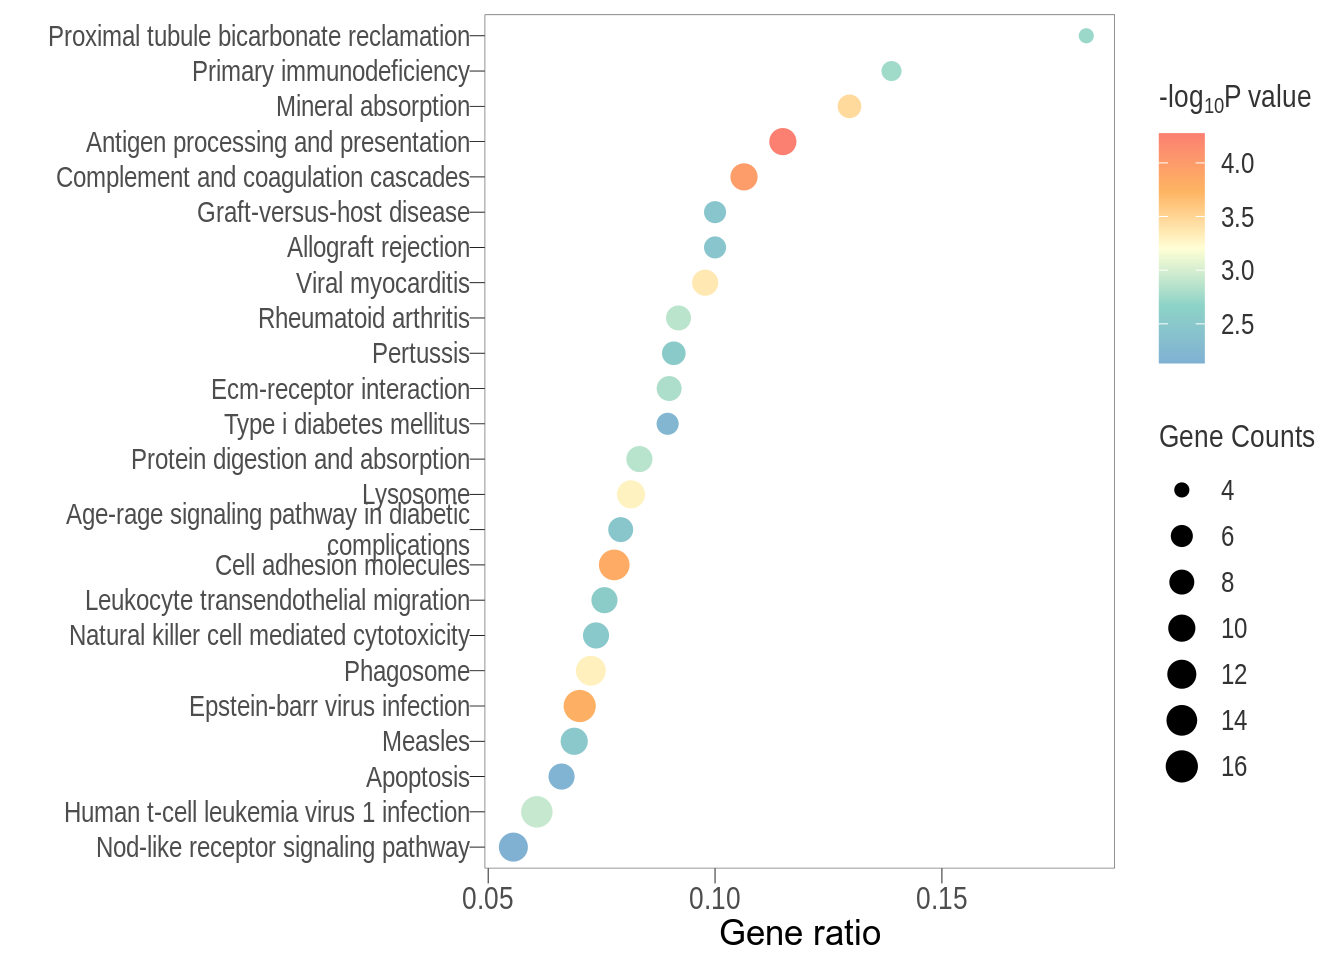 Proximal tubule bicarbonate reclamation
Primary immunodeficiency
Mineral absorption
Antigen processing and presentation
Complement and coagulation cascades
Graft-versus-host disease
Allograft rejection
Viral myocarditis
Rheumatoid arthritis
Pertussis
Ecm-receptor interaction
Type i diabetes mellitus
Protein digestion and absorption
Lysosome
Age-rage signaling pathway in diabetic
complications
Cell adhesion molecules
Leukocyte transendothelial migration
Natural killer cell mediated cytotoxicity
Phagosome
Epstein-barr virus infection
Measles
Apoptosis
Human t-cell leukemia virus 1 infection
Nod-like receptor signaling pathway
0.05 0.10 0.15
Gene ratio
-log10P value
4.0
3.5
3.0
2.5
Gene Counts
4
6
8
10
12
14
16